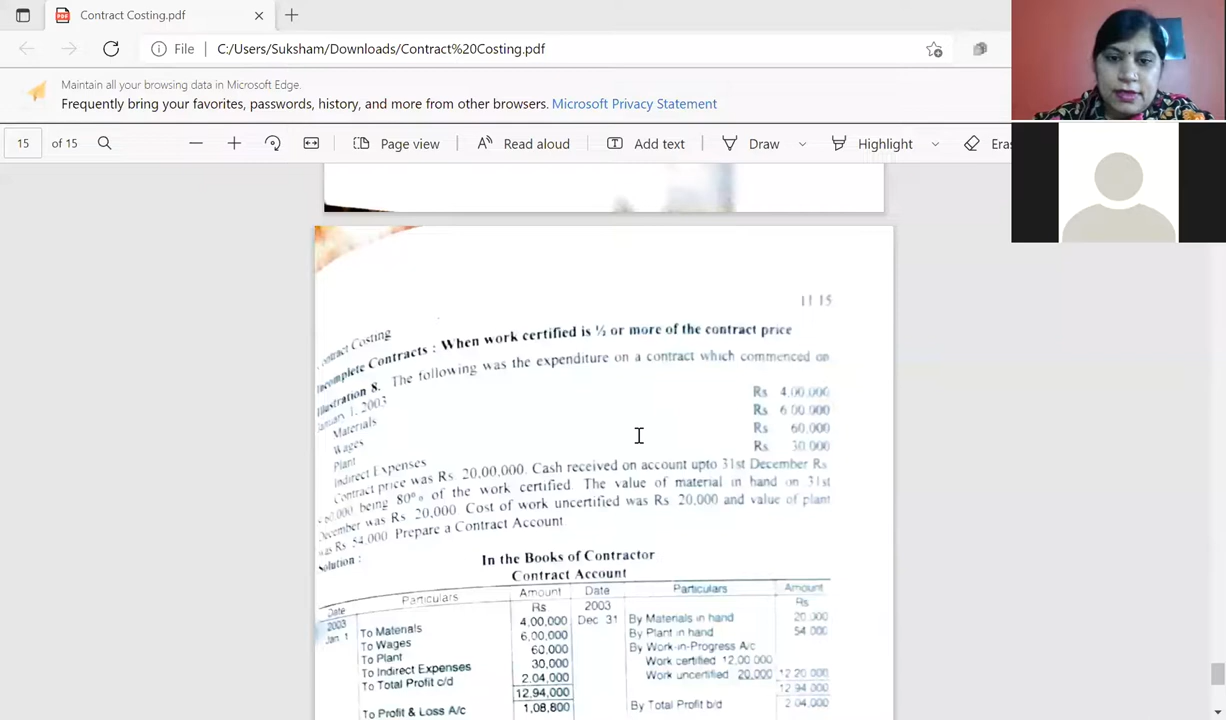 Contract Costing.pdf
File C:/Users/Suksham/Downloads/Contract%20Costing.pdf
Maintain all your browsing data in Microsoft Edge.
Frequently bring your favorites, passwords, history, and more from other browsers. Microsoft Privacy Statement
15 of 15 Page view Read aloud Add text Draw Highlight
11 15
Costing
Incomplete Contracts : When work certified is ½ or more of the contract price
Illustration 8. The following was the expenditure on a contract which commenced on
January 1, 2003
Materials Rs 4,00,000
Wages Rs 6,00,000
Plant Rs 60,000
Indirect Expenses Rs 30,000
Contract price was Rs 20,00,000. Cash received on account upto 31st December Rs
being 80% of the work certified. The value of material in hand on 31st
December was Rs 20,000 Cost of work uncertified was Rs 20,000 and value of plant
was Rs 54,000 Prepare a Contract Account
Solution :
In the Books of Contractor
Contract Account
Date Particulars Amount Date Particulars Amount
2003 Rs 2003 Rs
Jan 1 To Materials 4,00,000 Dec 31 By Materials in hand 20,000
To Wages 6,00,000 By Plant in hand 54,000
To Plant 60,000 By Work-in-Progress A/c
To Indirect Expenses 30,000 Work certified 12,00,000
To Total Profit c/d 2,04,000 Work uncertified 20,000 12,20,000
12,94,000 12,94,000
To Profit & Loss A/c 1,08,800 By Total Profit b/d 2,04,000